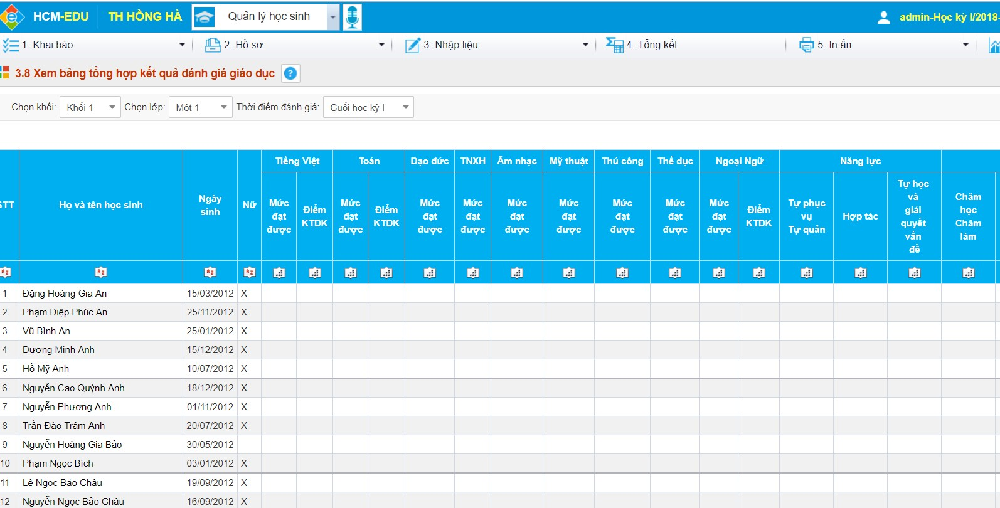 HCM-EDU TH HỒNG HÀ Quản lý học sinh admin-Học kỳ I/2018-
1. Khai báo 2. Hồ sơ 3. Nhập liệu 4. Tổng kết 5. In ấn
3.8 Xem bảng tổng hợp kết quả đánh giá giáo dục ?
Chọn khối: Khối 1 Chọn lớp: Một 1 Thời điểm đánh giá: Cuối học kỳ I
STT Họ và tên học sinh Ngày sinh Nữ Tiếng Việt Toán Đạo đức TNXH Âm nhạc Mỹ thuật Thủ công Thể dục Ngoại Ngữ Năng lực
Mức đạt được Điểm KTĐK Mức đạt được Điểm KTĐK Mức đạt được Mức đạt được Mức đạt được Mức đạt được Mức đạt được Mức đạt được Mức đạt được Điểm KTĐK Tự phục vụ Tự quản Hợp tác Tự học và giải quyết vấn đề Chăm học Chăm làm
1 Đặng Hoàng Gia An 15/03/2012 X
2 Phạm Diệp Phúc An 25/11/2012 X
3 Vũ Bình An 25/01/2012 X
4 Dương Minh Anh 15/12/2012 X
5 Hồ Mỹ Anh 10/07/2012 X
6 Nguyễn Cao Quỳnh Anh 18/12/2012 X
7 Nguyễn Phương Anh 01/11/2012 X
8 Trần Đào Trâm Anh 20/07/2012 X
9 Nguyễn Hoàng Gia Bảo 30/05/2012
10 Phạm Ngọc Bích 03/01/2012 X
11 Lê Ngọc Bảo Châu 19/09/2012 X
12 Nguyễn Ngọc Bảo Châu 16/09/2012 X